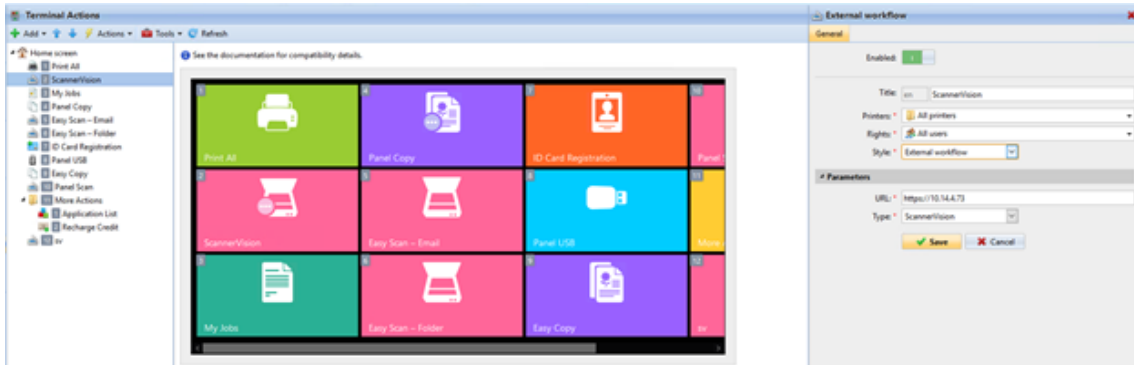 Terminal Actions
Add Actions Tools Refresh
Home screen
Print All
ScannerVision
My Jobs
Panel Copy
Easy Scan – Email
Easy Scan – Folder
ID Card Registration
Panel USB
Easy Copy
Panel Scan
More Actions
Application List
Recharge Credit
sv
See the documentation for compatibility details.
1 4 7 10
Print All Panel Copy ID Card Registration Panel S
2 5 8 11
ScannerVision Easy Scan – Email Panel USB More
3 6 9 12
My Jobs Easy Scan – Folder Easy Copy sv
External workflow
General
Enabled:
Title: en ScannerVision
Printers: * All printers
Rights: * All users
Style: * External workflow
Parameters
URL: * https://10.14.4.73
Type: * ScannerVision
Save Cancel